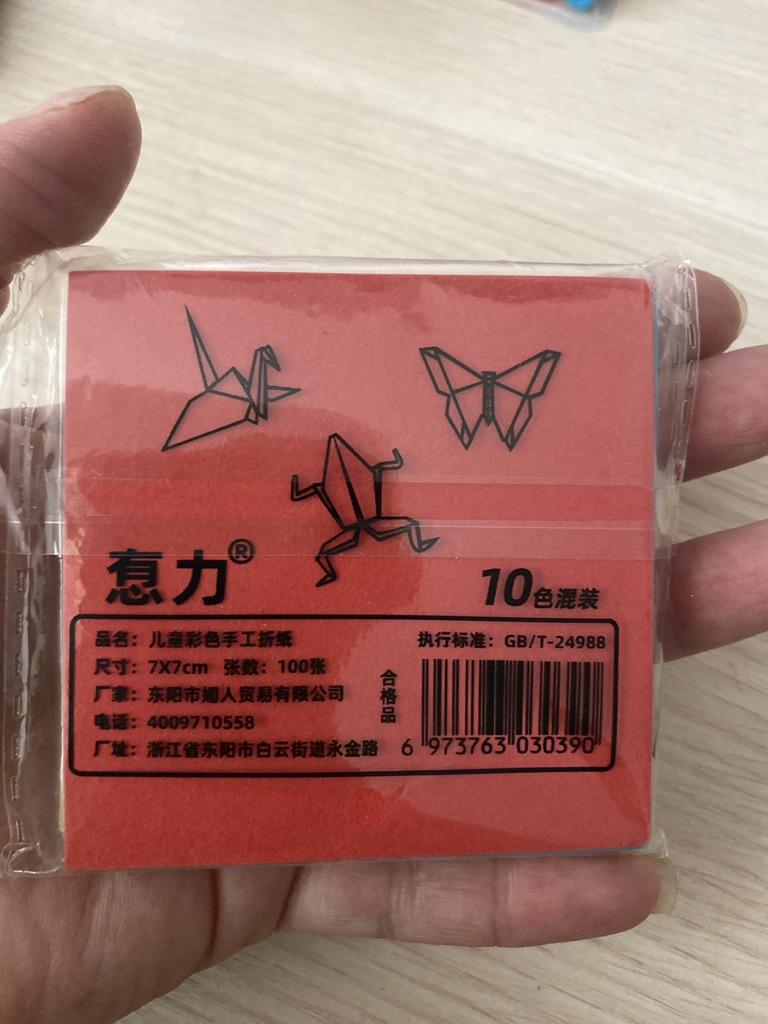 力®
10色混装
品名：儿童彩色手工折纸
尺寸：7X7cm 张数：100张
厂家：东阳市媚人贸易有限公司
电话：4009710558
厂址：浙江省东阳市白云街道永金路
执行标准：GB/T-24988
合格品
6 973763 030390